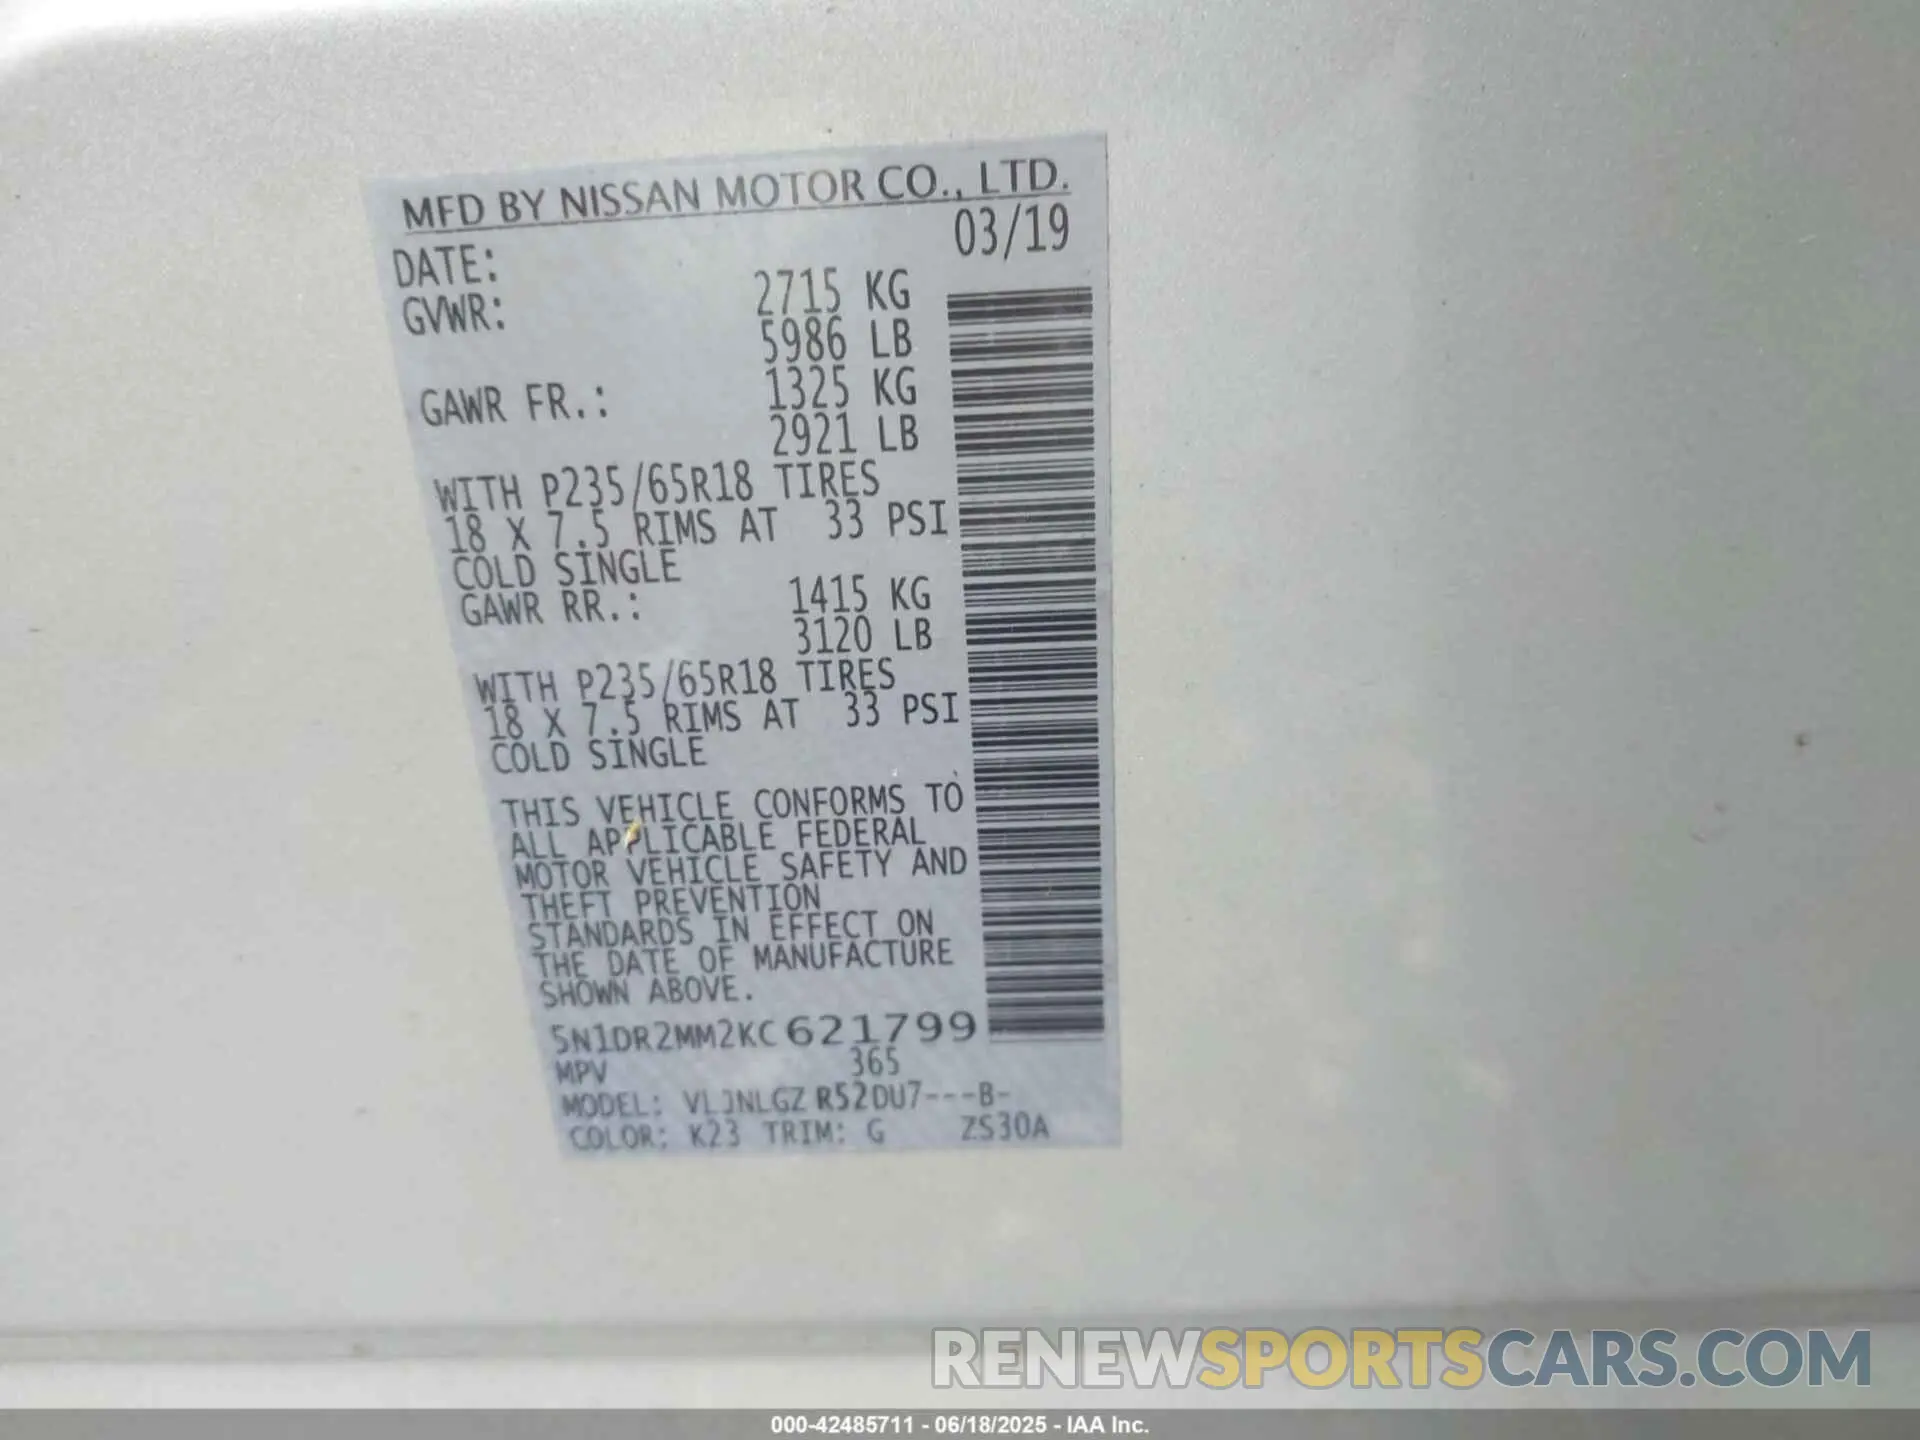 MFD BY NISSAN MOTOR CO., LTD.
DATE: 03/19
GVWR: 2715 KG
5986 LB
GAWR FR.: 1325 KG
2921 LB
WITH P235/65R18 TIRES
18 X 7.5 RIMS AT 33 PSI
COLD SINGLE
GAWR RR.: 1415 KG
3120 LB
WITH P235/65R18 TIRES
18 X 7.5 RIMS AT 33 PSI
COLD SINGLE
THIS VEHICLE CONFORMS TO
ALL APPLICABLE FEDERAL
MOTOR VEHICLE SAFETY AND
THEFT PREVENTION
STANDARDS IN EFFECT ON
THE DATE OF MANUFACTURE
SHOWN ABOVE.
5N1DR2MM2KC621799
MPV 365
MODEL: VLJNLGZ R52DU7---B-
COLOR: K23 TRIM: G ZS30A
RENEWSPORTSCARS.COM
000-42485711 - 06/18/2025 - IAA Inc.